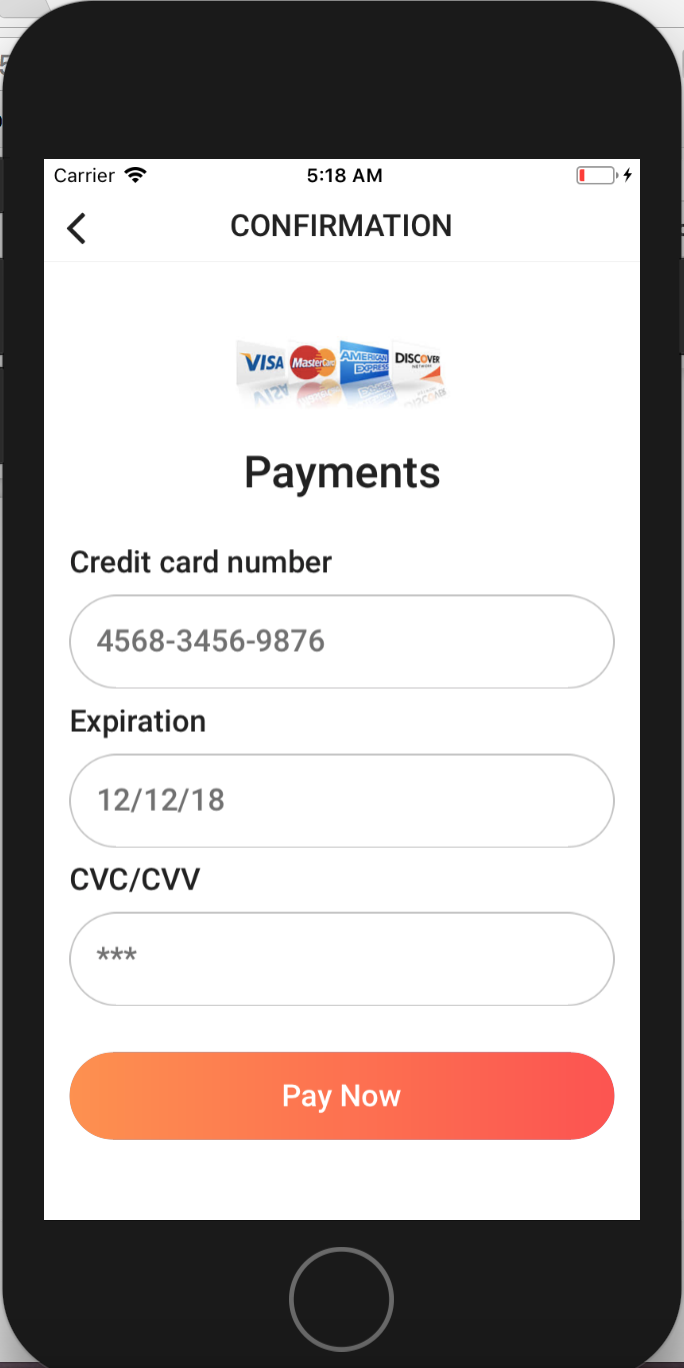 Carrier 5:18 AM
CONFIRMATION
VISA MasterCard AMERICAN EXPRESS DISCOVER NETWORK
Payments
Credit card number
4568-3456-9876
Expiration
12/12/18
CVC/CVV
***
Pay Now